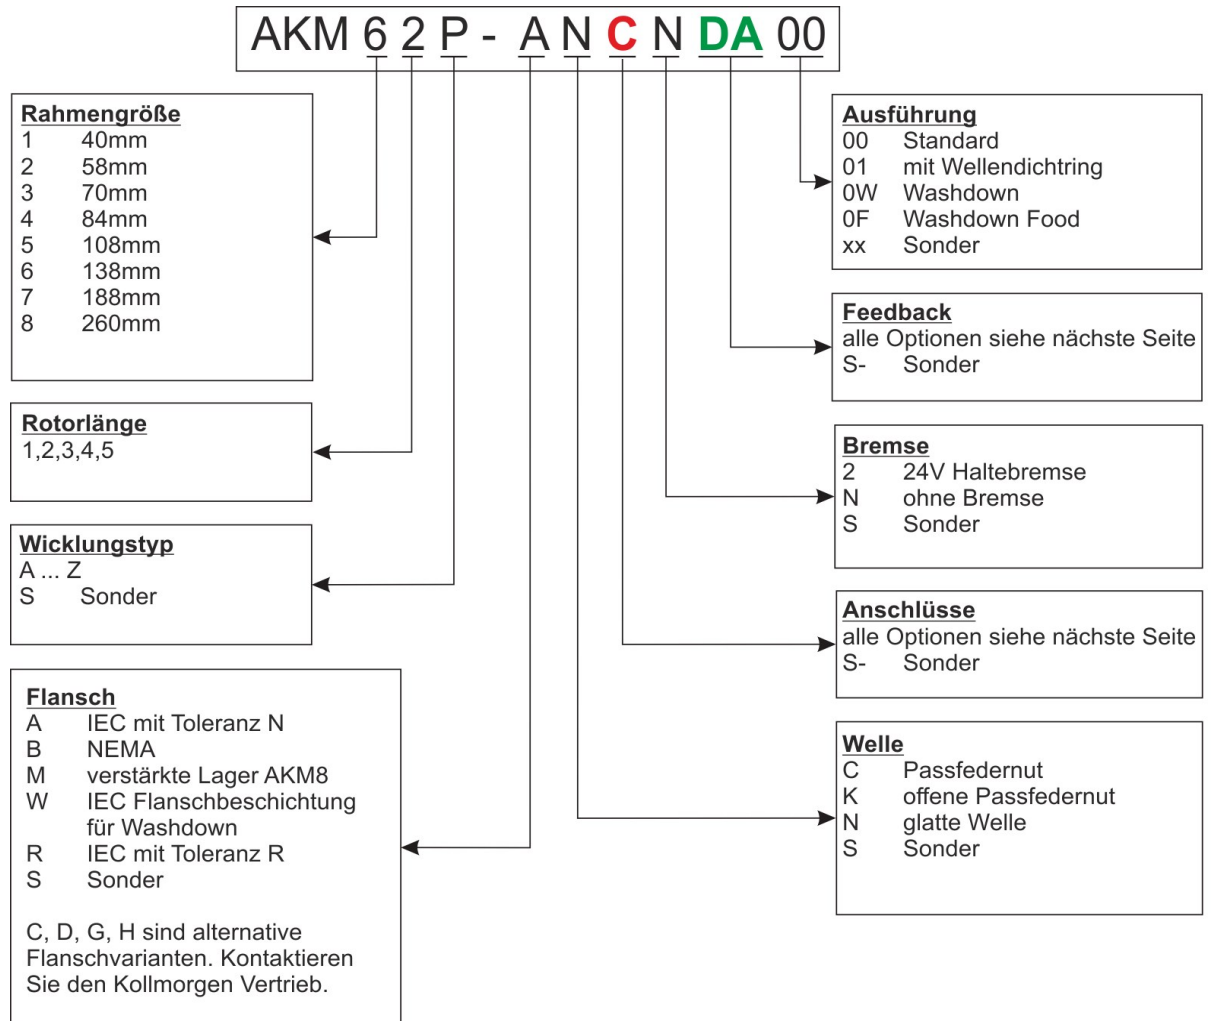 AKM 6 2 P - A N C N DA 00
Rahmengröße
1 40mm
2 58mm
3 70mm
4 84mm
5 108mm
6 138mm
7 188mm
8 260mm
Rotorlänge
1,2,3,4,5
Wicklungstyp
A ... Z
S Sonder
Flansch
A IEC mit Toleranz N
B NEMA
M verstärkte Lager AKM8
W IEC Flanschbeschichtung
für Washdown
R IEC mit Toleranz R
S Sonder
C, D, G, H sind alternative
Flanschvarianten. Kontaktieren
Sie den Kollmorgen Vertrieb.
Ausführung
00 Standard
01 mit Wellendichtring
0W Washdown
0F Washdown Food
xx Sonder
Feedback
alle Optionen siehe nächste Seite
S- Sonder
Bremse
2 24V Haltebremse
N ohne Bremse
S Sonder
Anschlüsse
alle Optionen siehe nächste Seite
S- Sonder
Welle
C Passfedernut
K offene Passfedernut
N glatte Welle
S Sonder